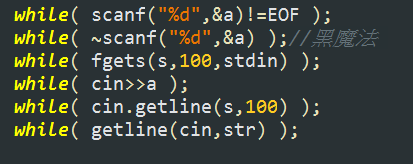 while( scanf("%d",&a)!=EOF );
while( ~scanf("%d",&a) );//黑魔法
while( fgets(s,100,stdin) );
while( cin>>a );
while( cin.getline(s,100) );
while( getline(cin,str) );